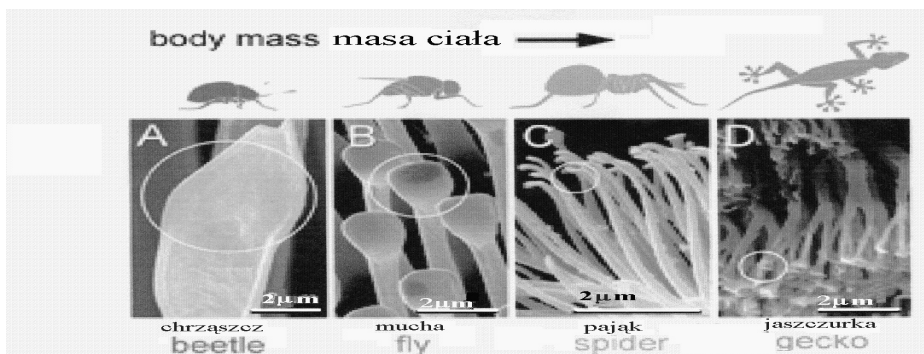 body mass masa ciała
A B C D
2µm 2µm 2µm 2µm
chrząszcz mucha pająk jaszczurka
beetle fly spider gecko